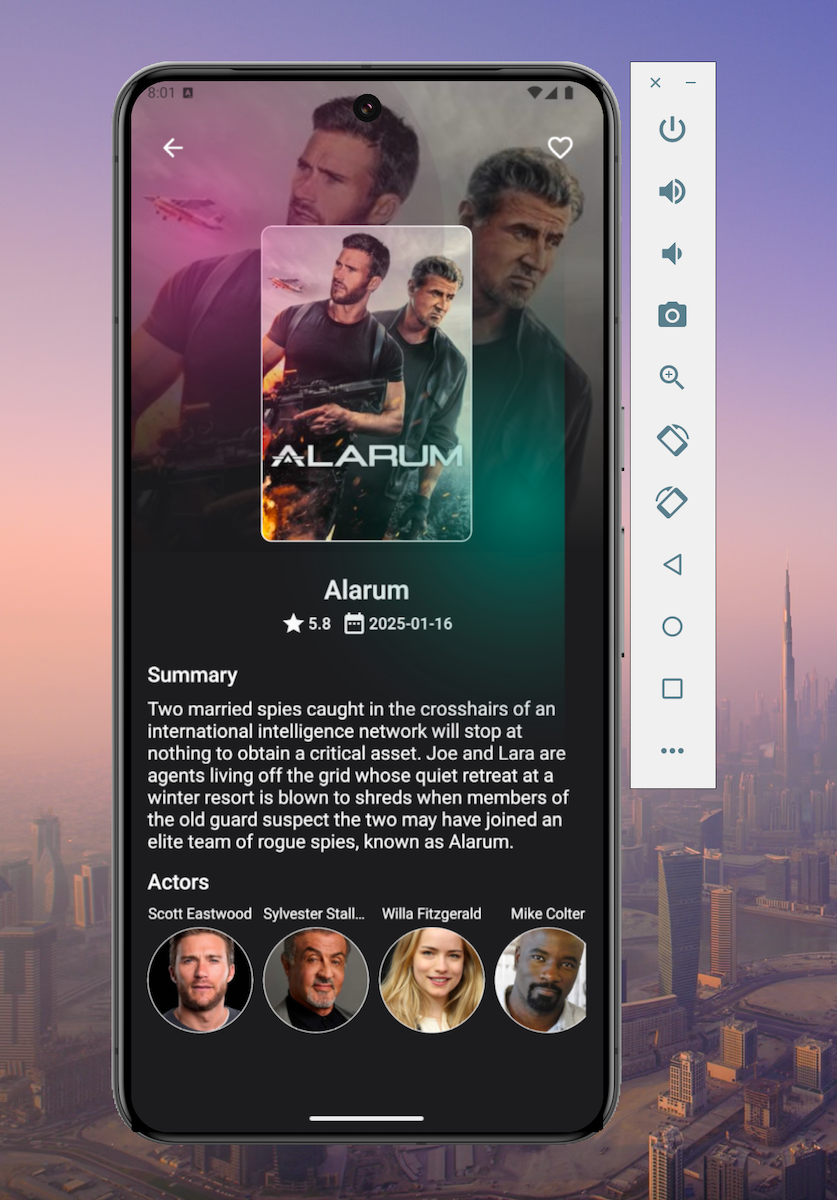 8:01
ALARUM
Alarum
5.8 2025-01-16
Summary
Two married spies caught in the crosshairs of an
international intelligence network will stop at
nothing to obtain a critical asset. Joe and Lara are
agents living off the grid whose quiet retreat at a
winter resort is blown to shreds when members of
the old guard suspect the two may have joined an
elite team of rogue spies, known as Alarum.
Actors
Scott Eastwood Sylvester Stall... Willa Fitzgerald Mike Colter